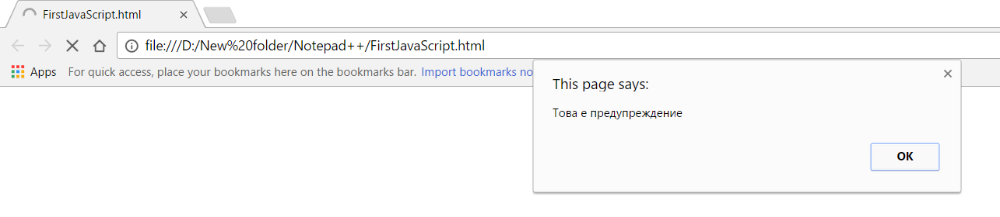 FirstJavaScript.html
file:///D:/New%20folder/Notepad++/FirstJavaScript.html
Apps For quick access, place your bookmarks here on the bookmarks bar. Import bookmarks no
This page says:
Това е предупреждение
OK